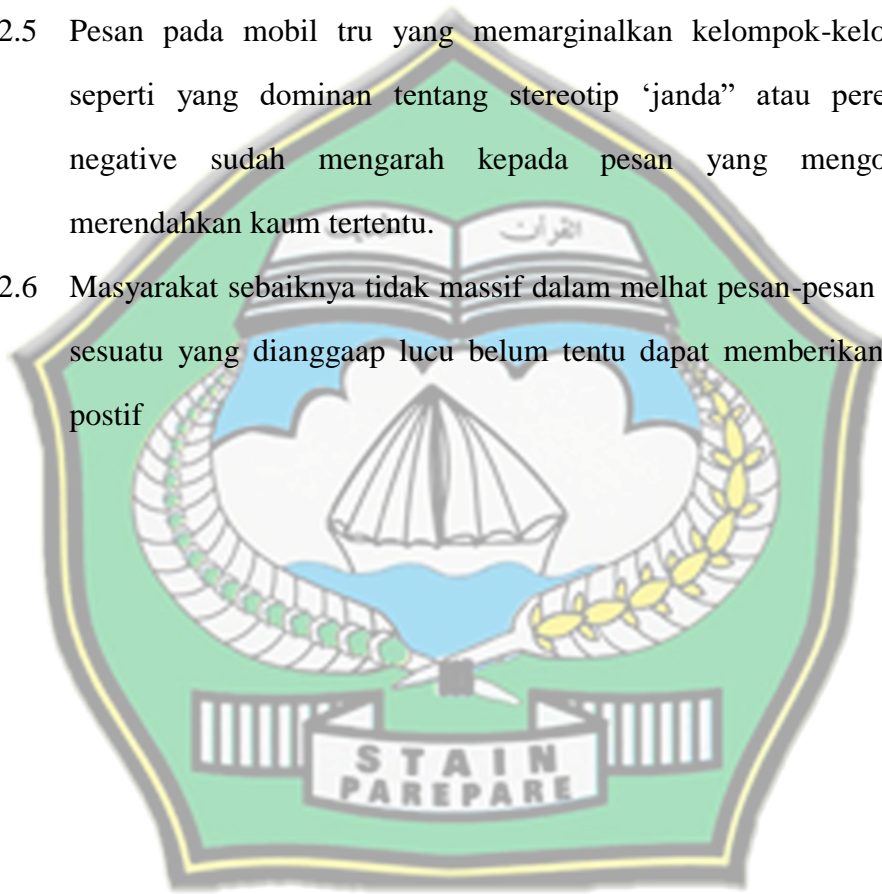 2.5 Pesan pada mobil tru yang memarginalkan kelompok-kelo
seperti yang dominan tentang stereotip ‘janda” atau pere
negative sudah mengarah kepada pesan yang mengo
merendahkan kaum tertentu.
القرآن
2.6 Masyarakat sebaiknya tidak massif dalam melhat pesan-pesan
sesuatu yang dianggaap lucu belum tentu dapat memberikan
postif
STAIN
PAREPARE